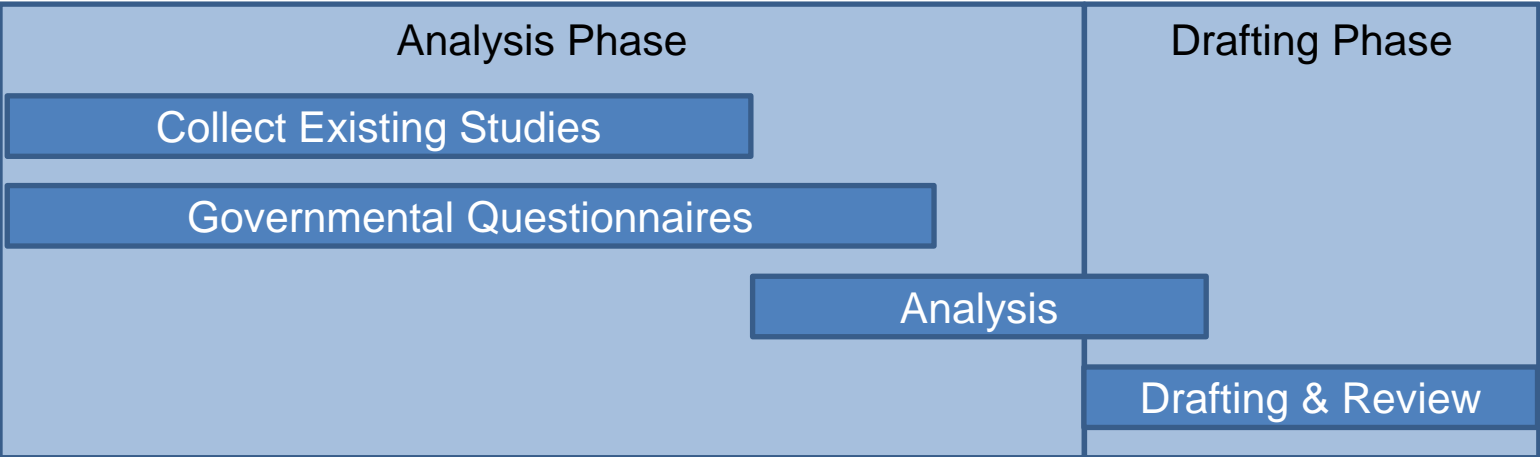 Analysis Phase
Drafting Phase
Collect Existing Studies
Governmental Questionnaires
Analysis
Drafting & Review